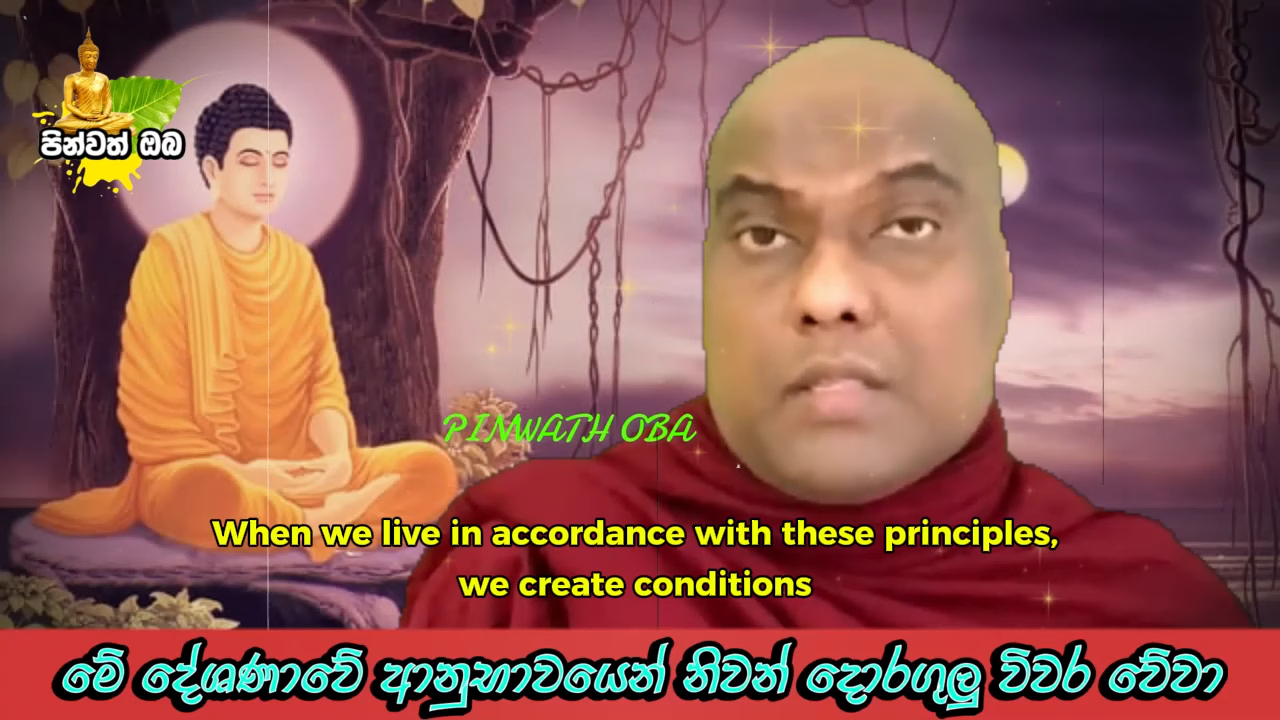 පින්වත් ඔබ
PINWATH OBA
When we live in accordance with these principles,
we create conditions
මේ දේශණාවේ ආනුභාවයෙන් නිවන් දොරගුලු විවර වේවා